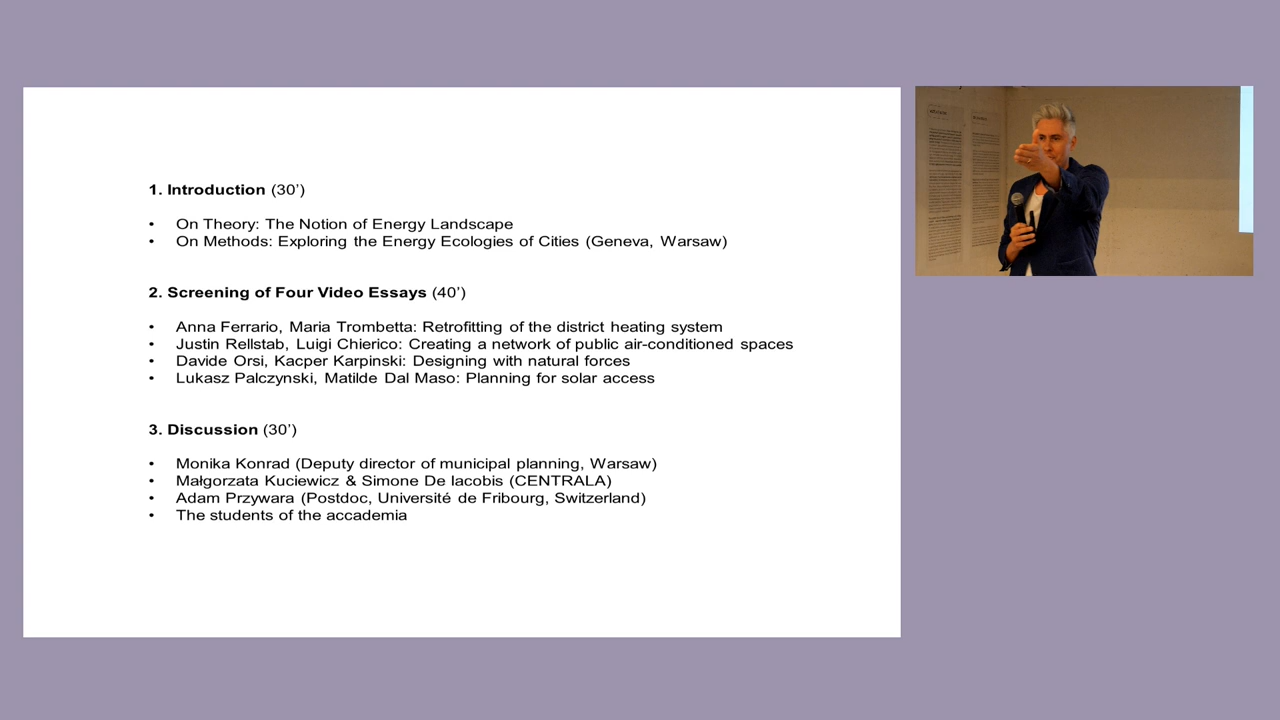 1. Introduction (30’)
• On Theory: The Notion of Energy Landscape
• On Methods: Exploring the Energy Ecologies of Cities (Geneva, Warsaw)
2. Screening of Four Video Essays (40’)
• Anna Ferrario, Maria Trombetta: Retrofitting of the district heating system
• Justin Rellstab, Luigi Chierico: Creating a network of public air-conditioned spaces
• Davide Orsi, Kacper Karpinski: Designing with natural forces
• Lukasz Palczynski, Matilde Dal Maso: Planning for solar access
3. Discussion (30’)
• Monika Konrad (Deputy director of municipal planning, Warsaw)
• Małgorzata Kuciewicz & Simone De Iacobis (CENTRALA)
• Adam Przywara (Postdoc, Université de Fribourg, Switzerland)
• The students of the accademia